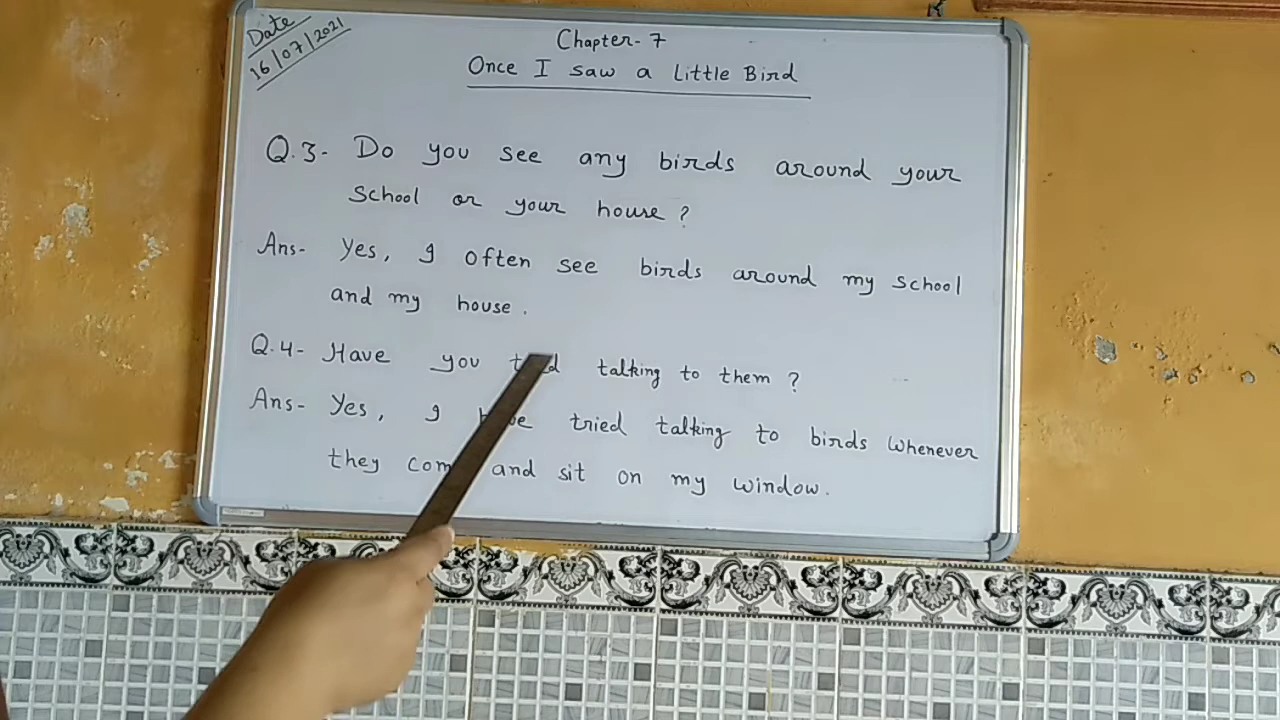 Date
16/07/2021
Chapter-7
Once I saw a Little Bird
Q.3- Do you see any birds around your
School or your house ?
Ans- Yes, I often see birds around my school
and my house .
Q.4- Have you talking to them ?
Ans- Yes, I tried talking to birds whenever
they and sit on my window.